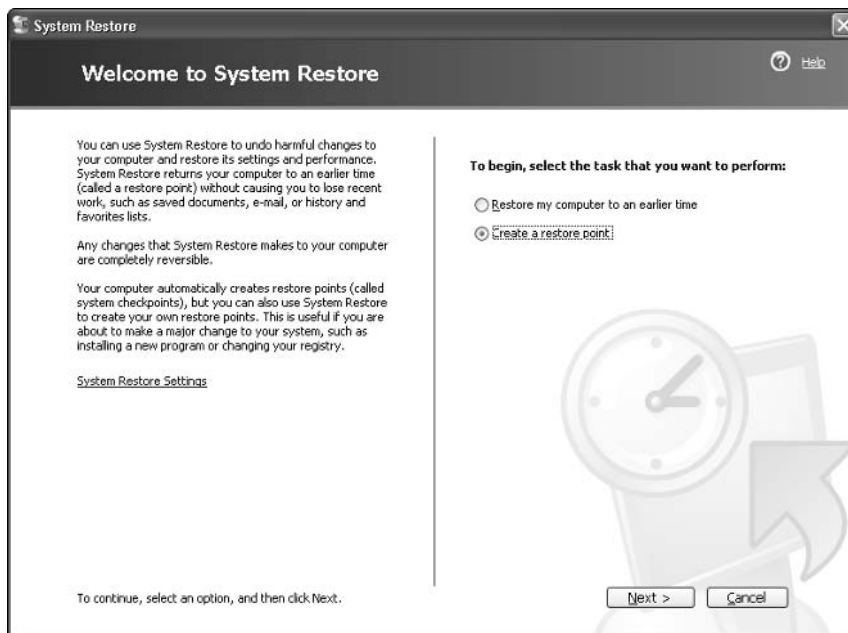 System Restore
Welcome to System Restore
Help
You can use System Restore to undo harmful changes to
your computer and restore its settings and performance.
System Restore returns your computer to an earlier time
(called a restore point) without causing you to lose recent
work, such as saved documents, e-mail, or history and
favorites lists.
Any changes that System Restore makes to your computer
are completely reversible.
Your computer automatically creates restore points (called
system checkpoints), but you can also use System Restore
to create your own restore points. This is useful if you are
about to make a major change to your system, such as
installing a new program or changing your registry.
System Restore Settings
To begin, select the task that you want to perform:
Restore my computer to an earlier time
Create a restore point
To continue, select an option, and then click Next.
Next >
Cancel